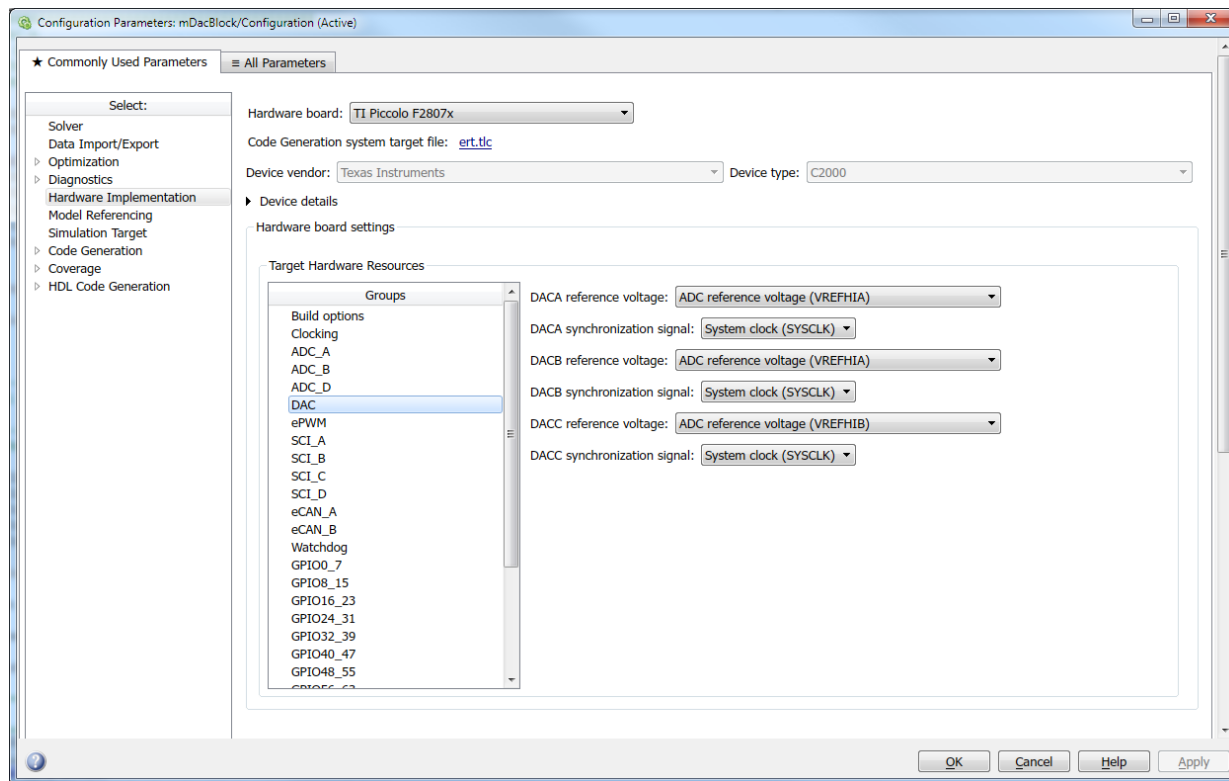 Configuration Parameters: mDacBlock/Configuration (Active)
★ Commonly Used Parameters
≡ All Parameters
Select:
Solver
Data Import/Export
Optimization
Diagnostics
Hardware Implementation
Model Referencing
Simulation Target
Code Generation
Coverage
HDL Code Generation
Hardware board: TI Piccolo F2807x
Code Generation system target file: ert.tlc
Device vendor: Texas Instruments
Device type: C2000
Device details
Hardware board settings
Target Hardware Resources
Groups
Build options
Clocking
ADC_A
ADC_B
ADC_D
DAC
ePWM
SCI_A
SCI_B
SCI_C
SCI_D
eCAN_A
eCAN_B
Watchdog
GPIO0_7
GPIO8_15
GPIO16_23
GPIO24_31
GPIO32_39
GPIO40_47
GPIO48_55
DACA reference voltage: ADC reference voltage (VREFHIA)
DACA synchronization signal: System clock (SYSCLK)
DACB reference voltage: ADC reference voltage (VREFHIA)
DACB synchronization signal: System clock (SYSCLK)
DACC reference voltage: ADC reference voltage (VREFHIB)
DACC synchronization signal: System clock (SYSCLK)
OK
Cancel
Help
Apply